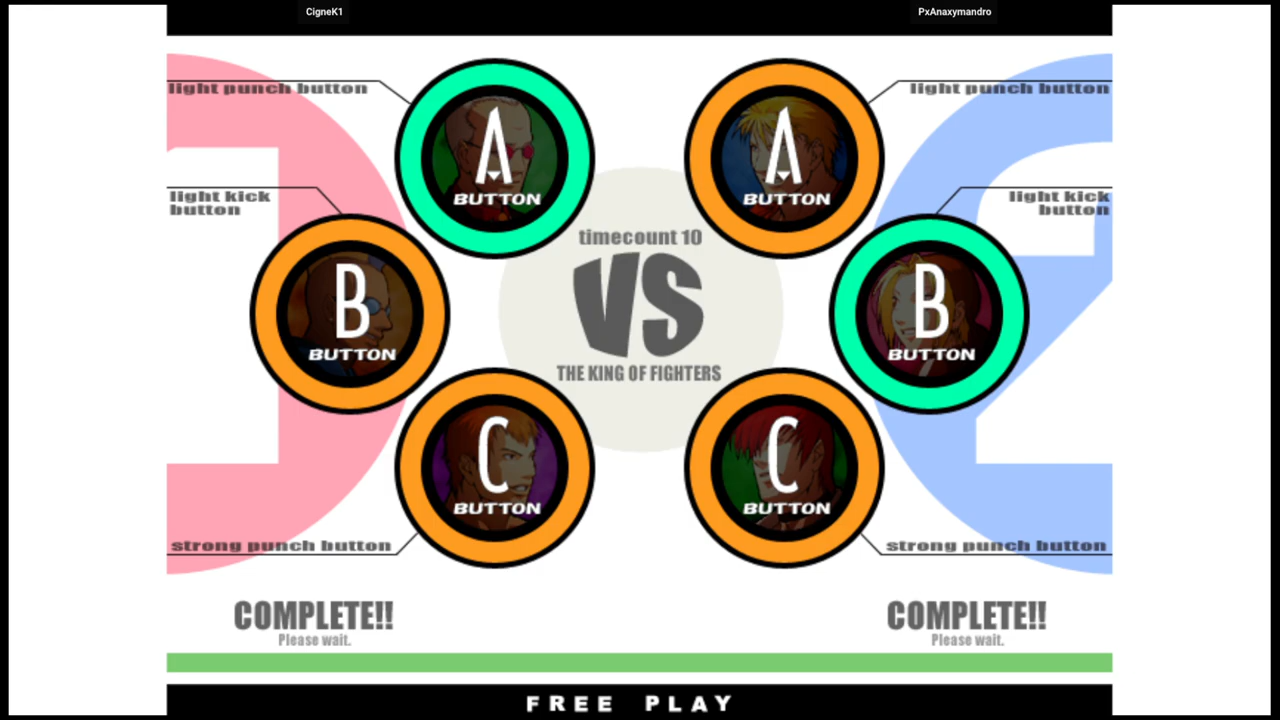 CigneK1
PxAnaxymandro
light punch button
light punch button
A
BUTTON
A
BUTTON
light kick
button
light kick
button
timecount 10
VS
THE KING OF FIGHTERS
B
BUTTON
B
BUTTON
C
BUTTON
C
BUTTON
strong punch button
strong punch button
COMPLETE!!
Please wait.
COMPLETE!!
Please wait.
FREE PLAY